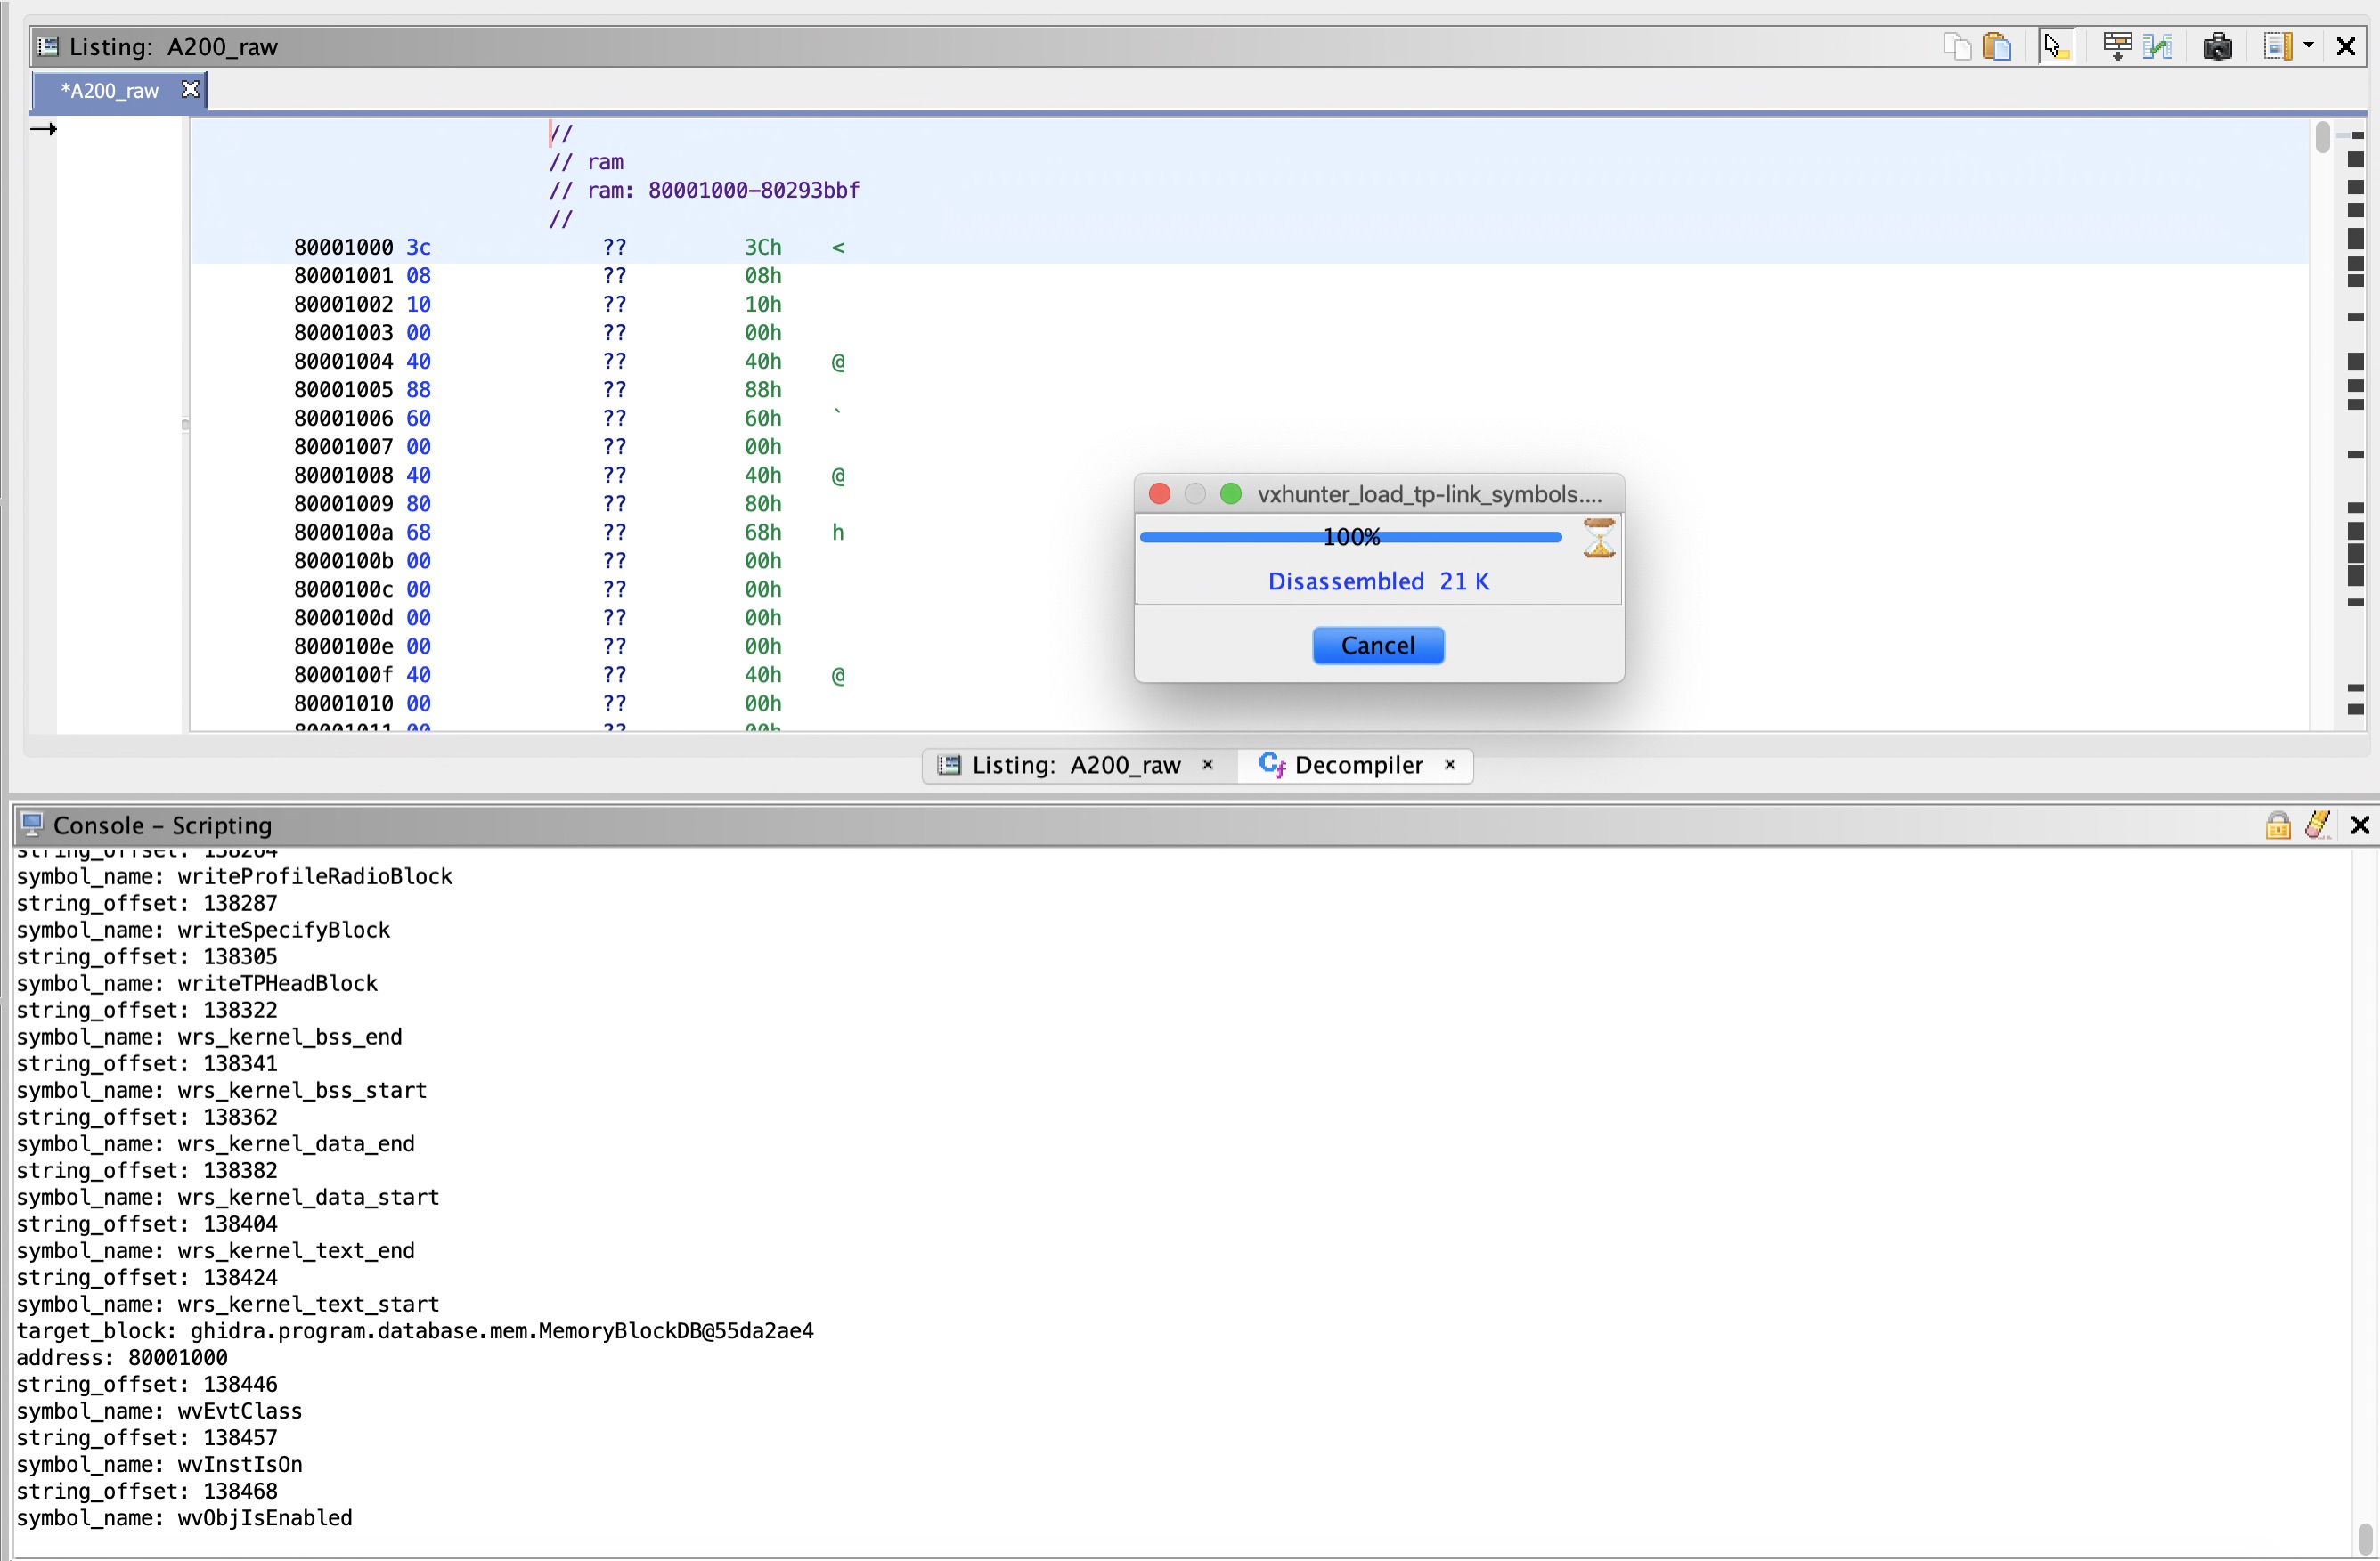 Listing: A200_raw
*A200_raw
//
// ram
// ram: 80001000-80293bbf
//
80001000 3c ?? 3Ch <
80001001 08 ?? 08h
80001002 10 ?? 10h
80001003 00 ?? 00h
80001004 40 ?? 40h @
80001005 88 ?? 88h
80001006 60 ?? 60h `
80001007 00 ?? 00h
80001008 40 ?? 40h @
80001009 80 ?? 80h
8000100a 68 ?? 68h h
8000100b 00 ?? 00h
8000100c 00 ?? 00h
8000100d 00 ?? 00h
8000100e 00 ?? 00h
8000100f 40 ?? 40h @
80001010 00 ?? 00h
80001011 00 ?? 00h
vxhunter_load_tp-link_symbols....
100%
Disassembled 21 K
Cancel
Listing: A200_raw
Decompiler
Console – Scripting
string_offset: 138264
symbol_name: writeProfileRadioBlock
string_offset: 138287
symbol_name: writeSpecifyBlock
string_offset: 138305
symbol_name: writeTPHeadBlock
string_offset: 138322
symbol_name: wrs_kernel_bss_end
string_offset: 138341
symbol_name: wrs_kernel_bss_start
string_offset: 138362
symbol_name: wrs_kernel_data_end
string_offset: 138382
symbol_name: wrs_kernel_data_start
string_offset: 138404
symbol_name: wrs_kernel_text_end
string_offset: 138424
symbol_name: wrs_kernel_text_start
target_block: ghidra.program.database.mem.MemoryBlockDB@55da2ae4
address: 80001000
string_offset: 138446
symbol_name: wvEvtClass
string_offset: 138457
symbol_name: wvInstIsOn
string_offset: 138468
symbol_name: wvObjIsEnabled